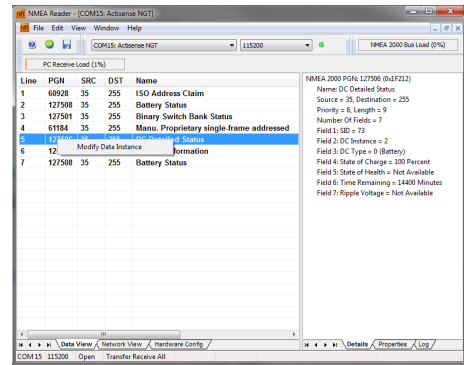 NMEA Reader - [COM15: Actisense NGT]
File Edit View Window Help
COM15: Actisense NGT 115200 NMEA 2000 Bus Load (0%)
PC Receive Load (1%)
Line PGN SRC DST Name
1 60928 35 255 ISO Address Claim
2 127508 35 255 Battery Status
3 127501 35 255 Binary Switch Bank Status
4 61184 35 255 Manu. Proprietary single-frame addressed
5 127506 35 255 DC Detailed Status
Modify Data Instance
6 12 formation
7 127508 35 255 Battery Status
NMEA 2000 PGN: 127506 (0x1F212)
Name: DC Detailed Status
Source = 35, Destination = 255
Priority = 6, Length = 9
Number Of Fields = 7
Field 1: SID = 73
Field 2: DC Instance = 2
Field 3: DC Type = 0 (Battery)
Field 4: State of Charge = 100 Percent
Field 5: State of Health = Not Available
Field 6: Time Remaining = 14400 Minutes
Field 7: Ripple Voltage = Not Available
Data View Network View Hardware Config
Details Properties Log
COM 15 115200 Open Transfer Receive All